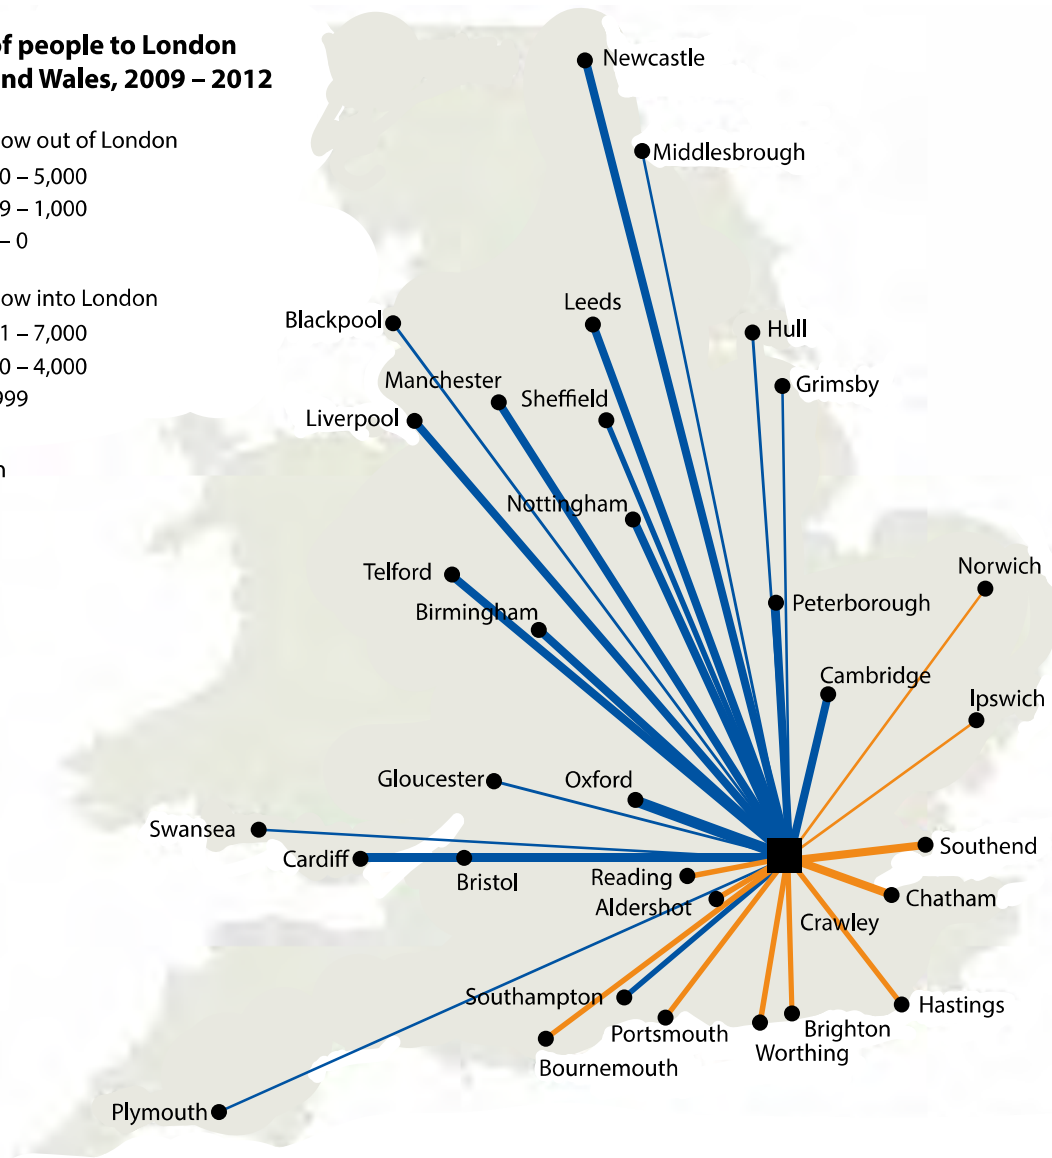 of people to London
and Wales, 2009 – 2012
ow out of London
0 – 5,000
9 – 1,000
– 0
ow into London
1 – 7,000
0 – 4,000
999
n
Newcastle
Middlesbrough
Blackpool
Leeds
Hull
Manchester
Sheffield
Grimsby
Liverpool
Nottingham
Telford
Norwich
Birmingham
Peterborough
Cambridge
Ipswich
Gloucester
Oxford
Swansea
Cardiff
Bristol
Southend
Reading
Chatham
Aldershot
Crawley
Southampton
Hastings
Portsmouth
Brighton
Worthing
Bournemouth
Plymouth